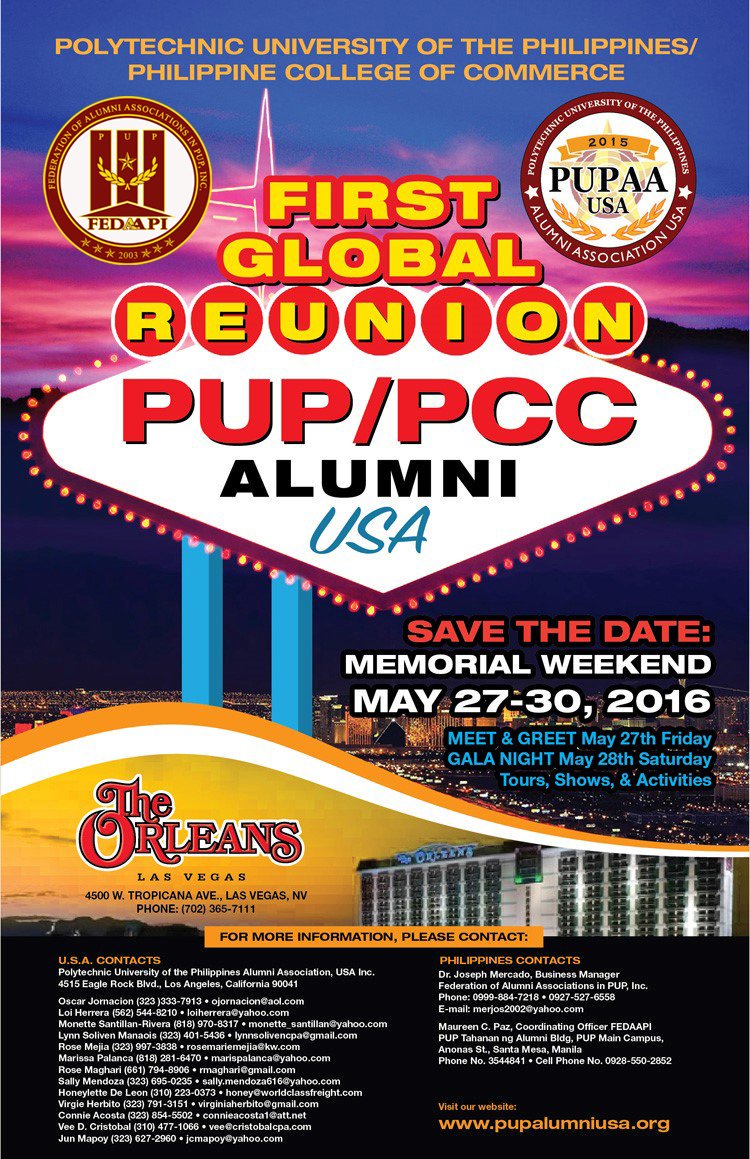 POLYTECHNIC UNIVERSITY OF THE PHILIPPINES/
PHILIPPINE COLLEGE OF COMMERCE
FEDERATION OF ALUMNI ASSOCIATIONS IN PUP, INC.
P U P
FEDAAPI
2003
POLYTECHNIC UNIVERSITY OF THE PHILIPPINES
2015
PUPAA
USA
ALUMNI ASSOCIATION USA
FIRST
GLOBAL
REUNION
PUP/PCC
ALUMNI
USA
SAVE THE DATE:
MEMORIAL WEEKEND
MAY 27-30, 2016
MEET & GREET May 27th Friday
GALA NIGHT May 28th Saturday
Tours, Shows, & Activities
The
ORLEANS
LAS VEGAS
4500 W. TROPICANA AVE., LAS VEGAS, NV
PHONE: (702) 365-7111
The ORLEANS
FOR MORE INFORMATION, PLEASE CONTACT:
U.S.A. CONTACTS
Polytechnic University of the Philippines Alumni Association, USA Inc.
4515 Eagle Rock Blvd., Los Angeles, California 90041
Oscar Jornacion (323 )333-7913 • ojornacion@aol.com
Loi Herrera (562) 544-8210 • loiherrera@yahoo.com
Monette Santillan-Rivera (818) 970-8317 • monette_santillan@yahoo.com
Lynn Soliven Manaois (323) 401-5436 • lynnsolivencpa@gmail.com
Rose Mejia (323) 997-3838 • rosemariemejia@kw.com
Marissa Palanca (818) 281-6470 • marispalanca@yahoo.com
Rose Maghari (661) 794-8906 • rmaghari@gmail.com
Sally Mendoza (323) 695-0235 • sally.mendoza616@yahoo.com
Honeylette De Leon (310) 223-0373 • honey@worldclassfreight.com
Virgie Herbito (323) 791-3151 • virginiaherbito@gmail.com
Connie Acosta (323) 854-5502 • connieacosta1@att.net
Vee D. Cristobal (310) 477-1066 • vee@cristobalcpa.com
Jun Mapoy (323) 627-2960 • jcmapoy@yahoo.com
PHILIPPINES CONTACTS
Dr. Joseph Mercado, Business Manager
Federation of Alumni Associations in PUP, Inc.
Phone: 0999-884-7218 • 0927-527-6558
E-mail: merjos2002@yahoo.com
Maureen C. Paz, Coordinating Officer FEDAAPI
PUP Tahanan ng Alumni Bldg, PUP Main Campus,
Anonas St., Santa Mesa, Manila
Phone No. 3544841 • Cell Phone No. 0928-550-2852
Visit our website:
www.pupalumniusa.org